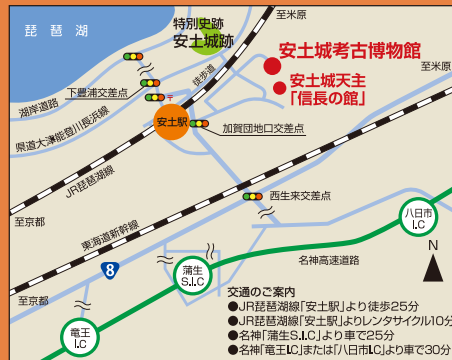 琵琶湖
特別史跡
安土城跡
至米原
安土城考古博物館
至米原
安土城天主
「信長の館」
湖岸道路
下豊浦交差点
〒
徒歩道
県道大津能登川長浜線
安土駅
加賀団地口交差点
JR琵琶湖線
西生来交差点
至京都
東海道新幹線
八日市
I.C
8
蒲生
S.I.C
名神高速道路
N
至京都
竜王
I.C
交通のご案内
●JR琵琶湖線「安土駅」より徒歩25分
●JR琵琶湖線「安土駅」よりレンタサイクル10分
●名神「蒲生S.I.C」より車で25分
●名神「竜王I.C」または「八日市I.C」より車で30分